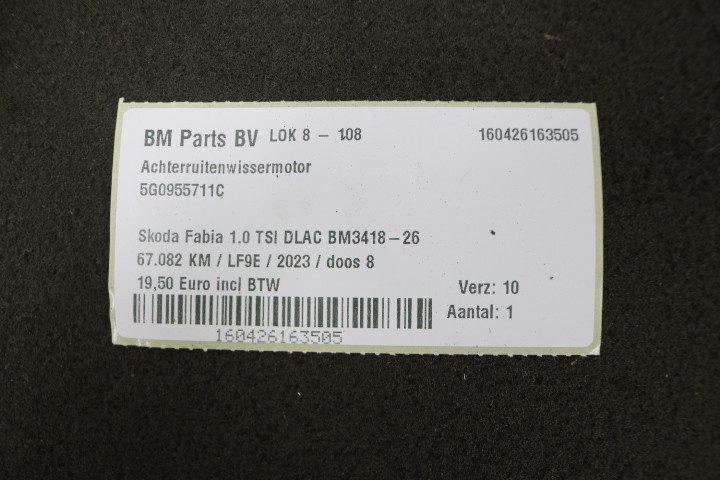 BM Parts BV LOK 8 - 108 160426163505
Achterruitenwissermotor
5G0955711C
Skoda Fabia 1.0 TSI DLAC BM3418-26
67.082 KM / LF9E / 2023 / doos 8
19,50 Euro incl BTW Verz: 10
Aantal: 1
160426163505